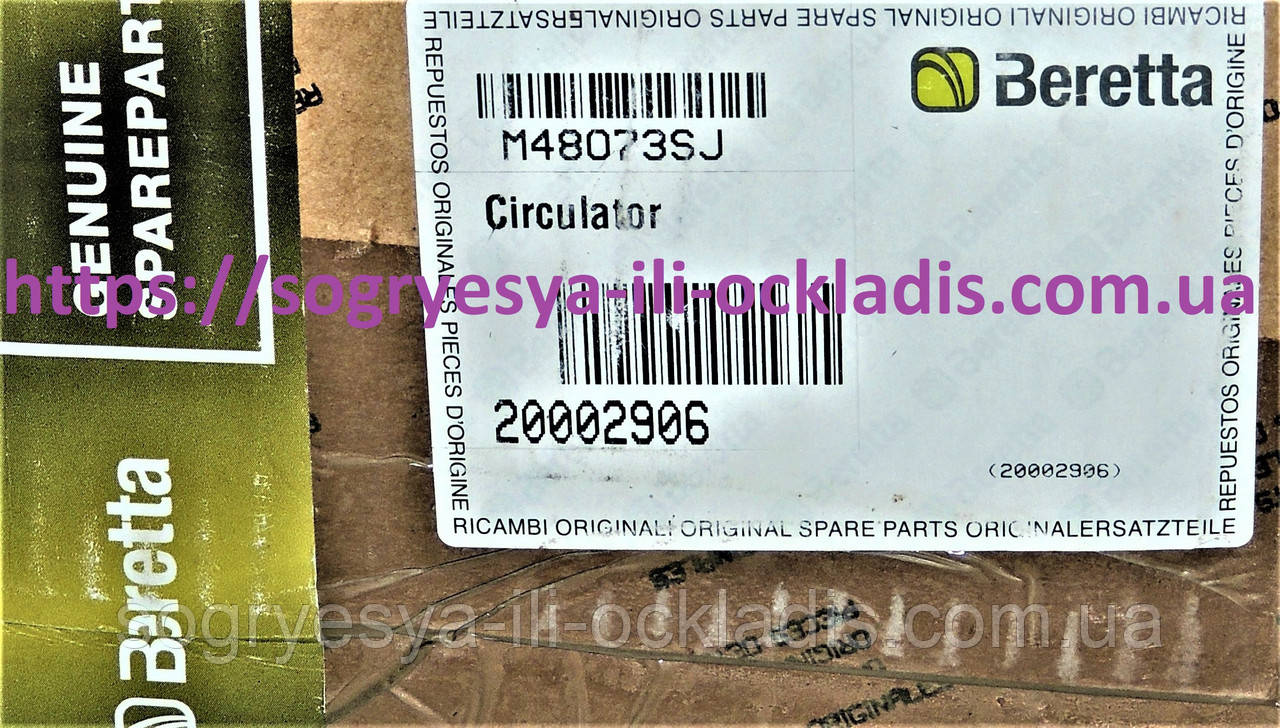 GENUINE
SPAREPART
Beretta
RICAMBI ORIGINALI ORIGINAL SPARE PARTS ORIGINALERSATZTEILE
REPUESTOS ORIGINALES PIECES D'ORIGINE
Beretta
M48073SJ
Circulator
https://sogryesya-ili-ockladis.com.ua
20002906
(20002906)
REPUESTOS ORIGINALES PIECES D'ORIGINE
RICAMBI ORIGINALI ORIGINAL SPARE PARTS ORIGINALERSATZTEILE
sogryesya-ili-ockladis.com.ua